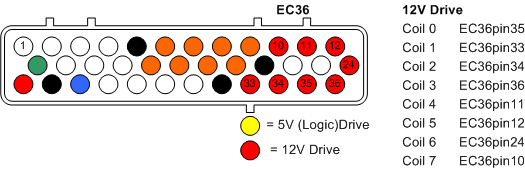 EC36
1
10
11
12
24
33
34
35
36
= 5V (Logic)Drive
= 12V Drive
12V Drive
Coil 0 EC36pin35
Coil 1 EC36pin33
Coil 2 EC36pin34
Coil 3 EC36pin36
Coil 4 EC36pin11
Coil 5 EC36pin12
Coil 6 EC36pin24
Coil 7 EC36pin10